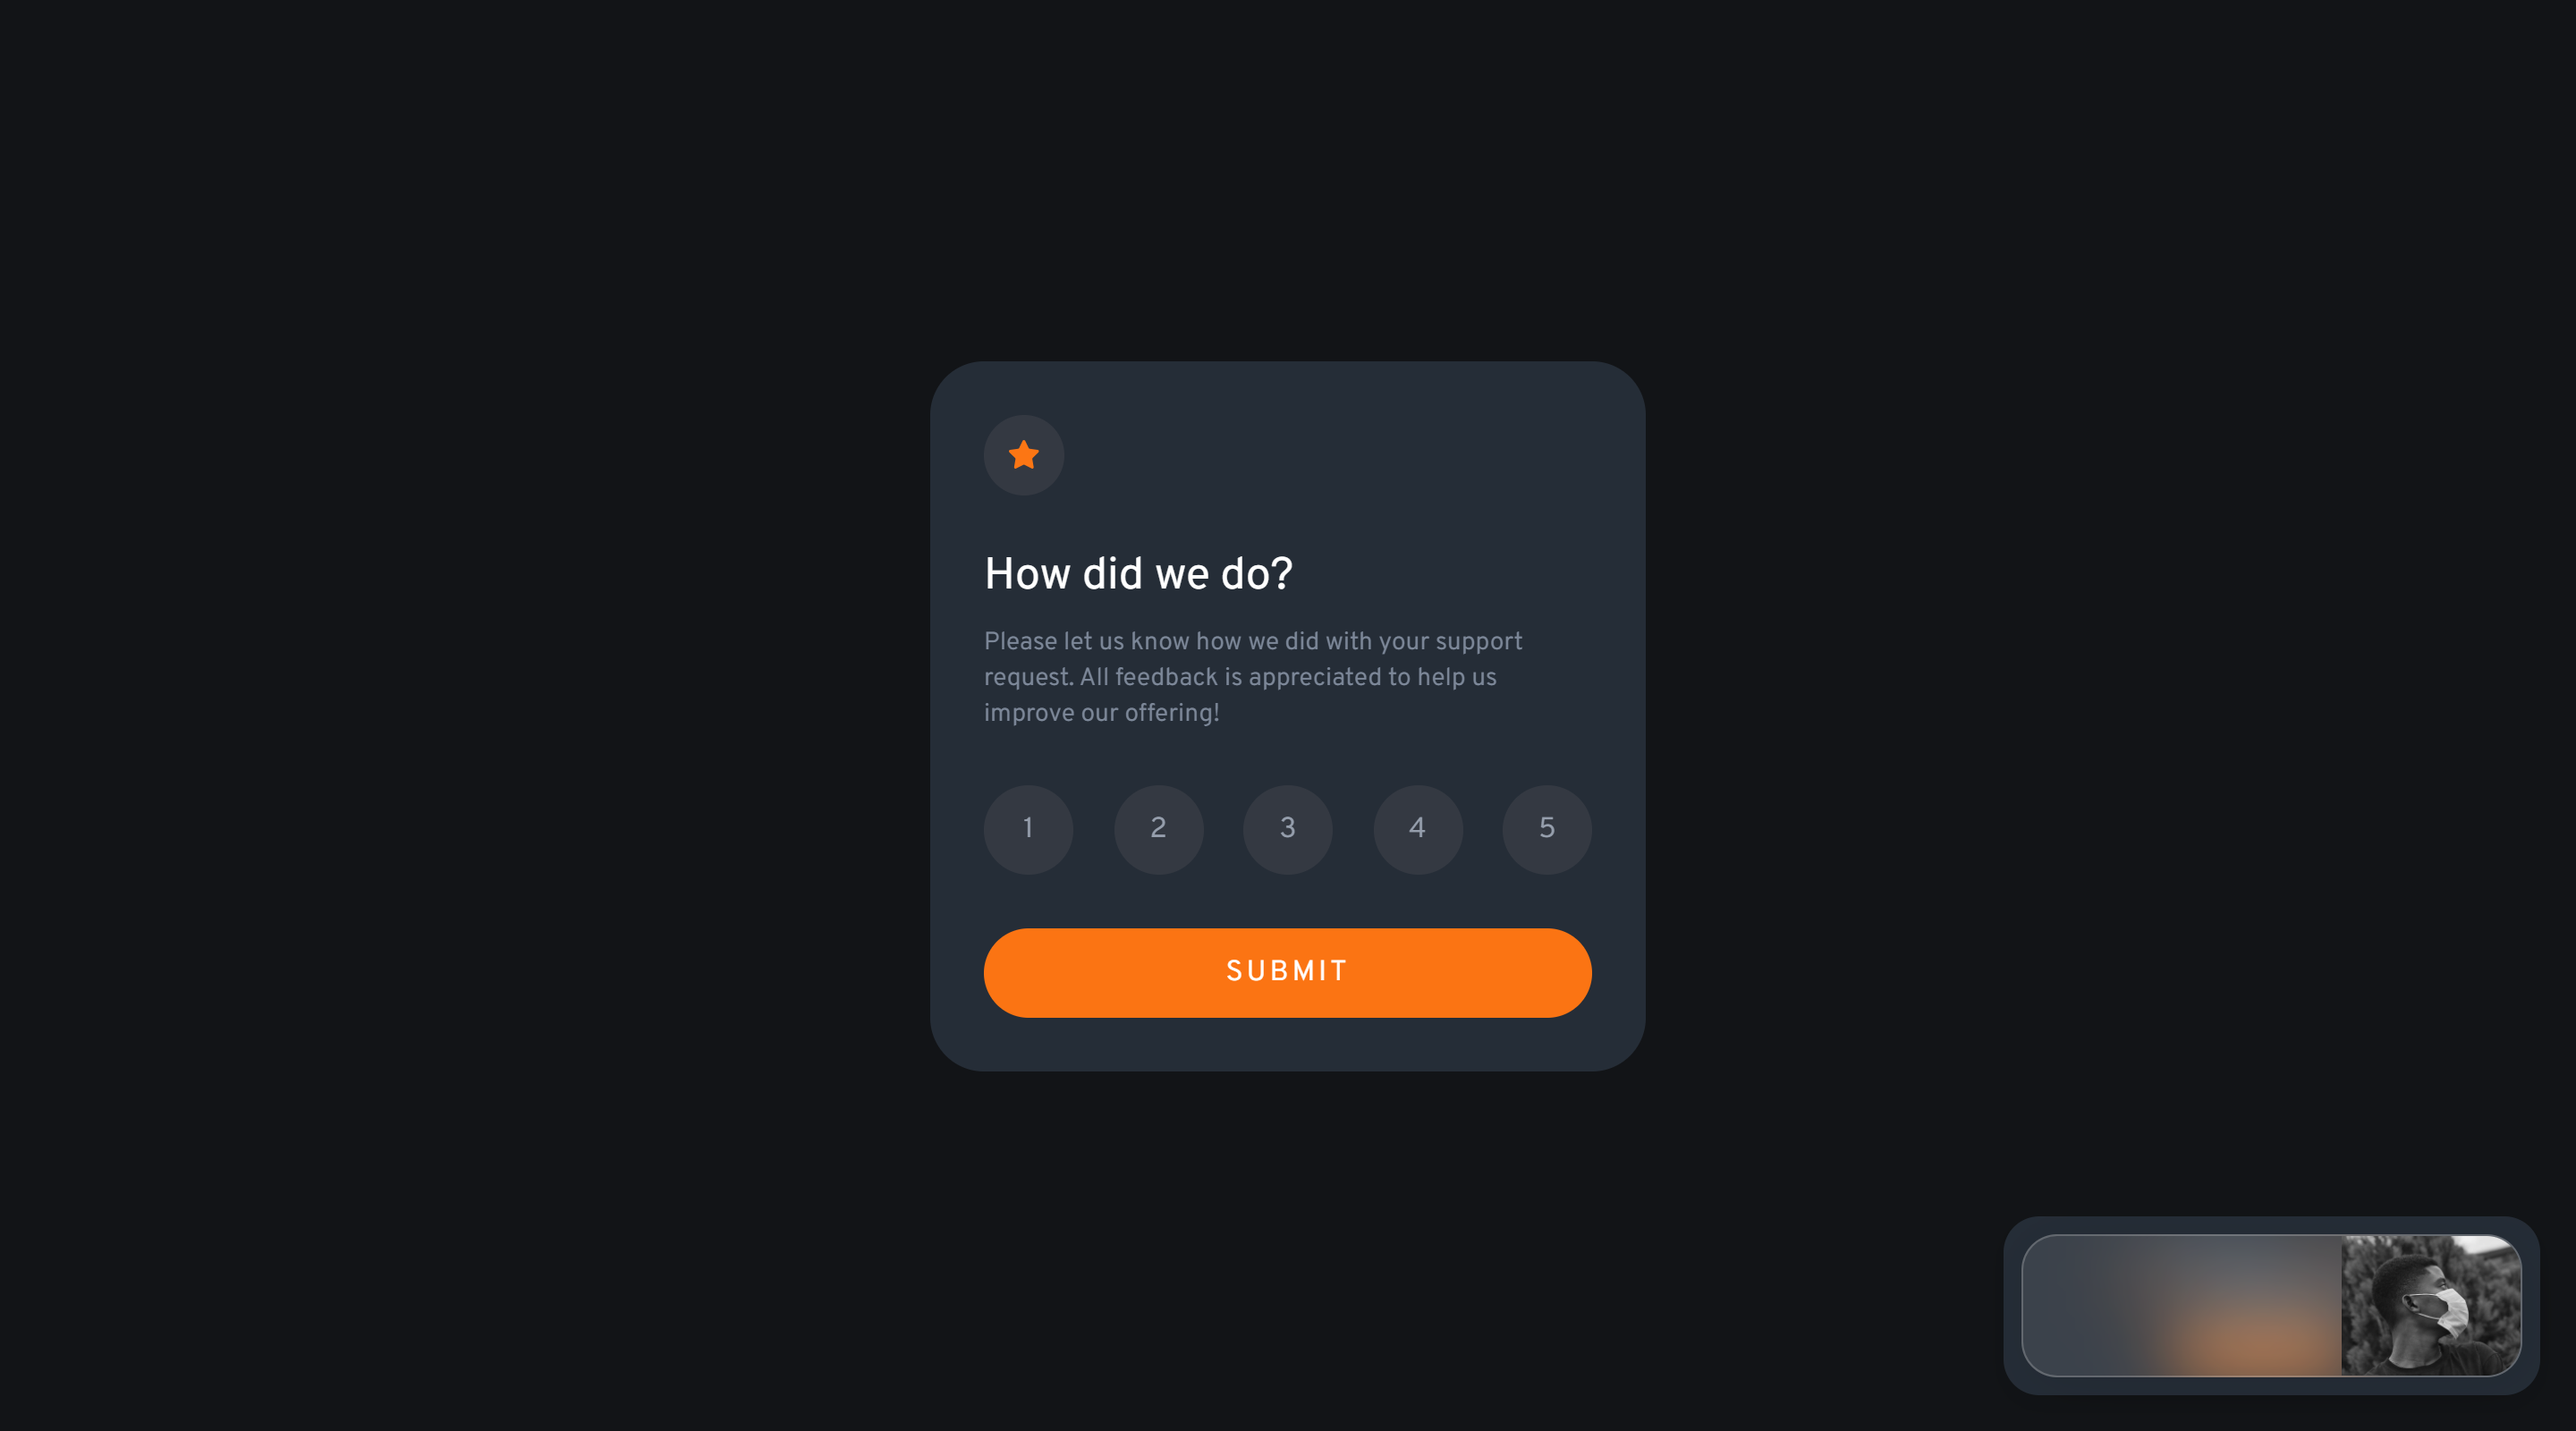 How did we do?
Please let us know how we did with your support
request. All feedback is appreciated to help us
improve our offering!
1 2 3 4 5
SUBMIT